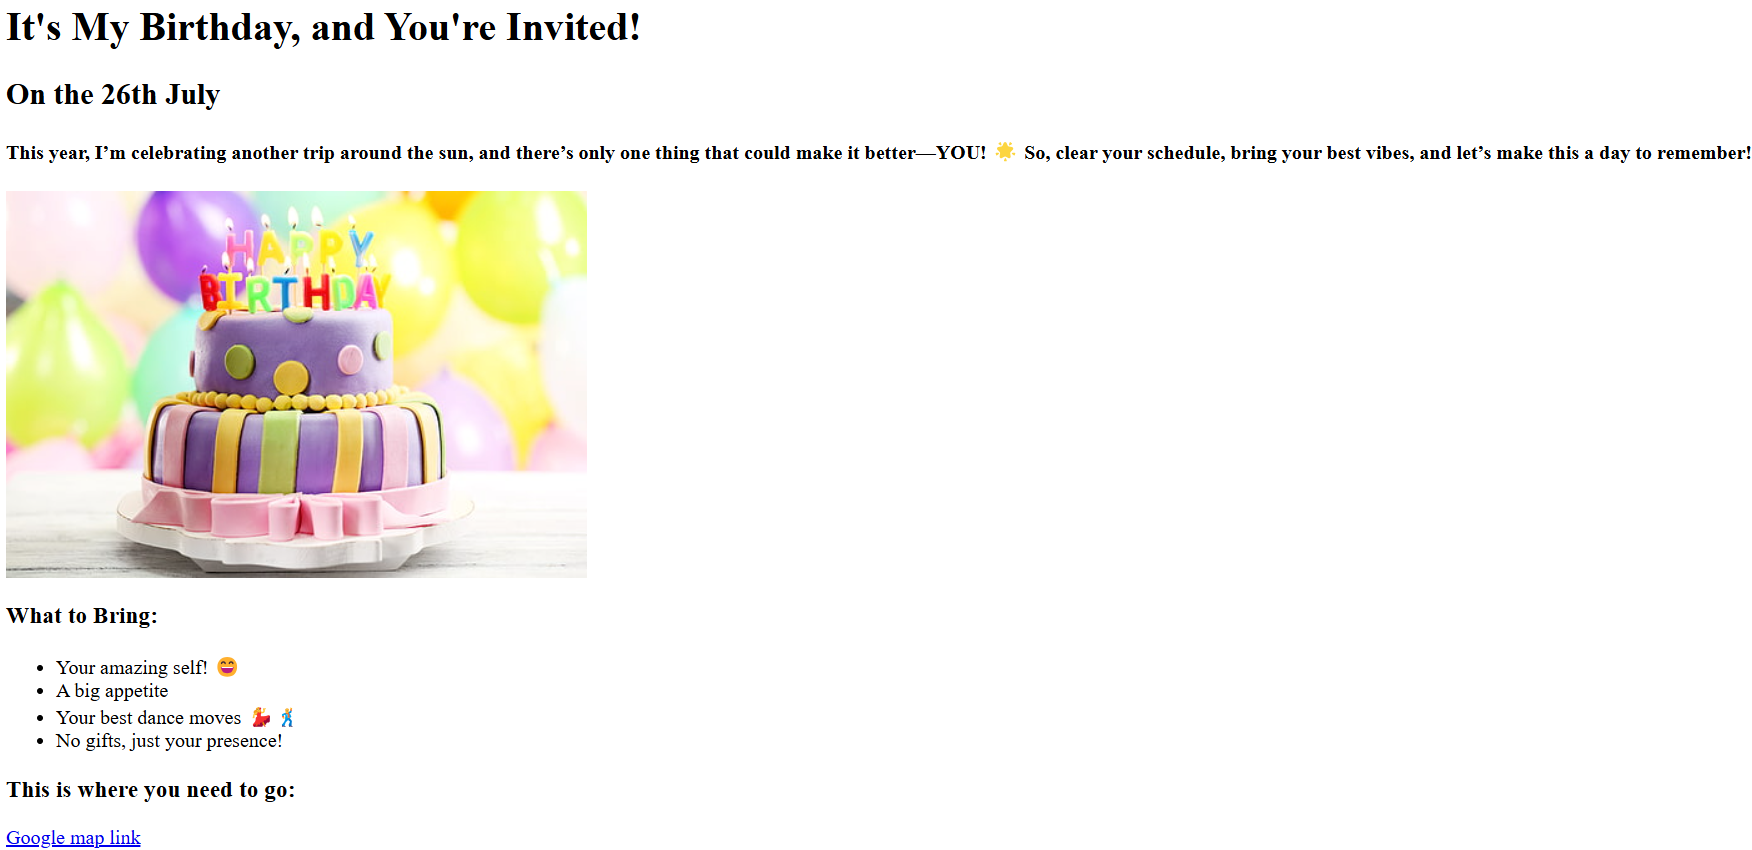 It's My Birthday, and You're Invited!
On the 26th July
This year, I’m celebrating another trip around the sun, and there’s only one thing that could make it better—YOU! 🌟 So, clear your schedule, bring your best vibes, and let’s make this a day to remember!
HAPPY
BIRTHDAY
What to Bring:
• Your amazing self! 😄
• A big appetite
• Your best dance moves 💃🕺
• No gifts, just your presence!
This is where you need to go:
Google map link